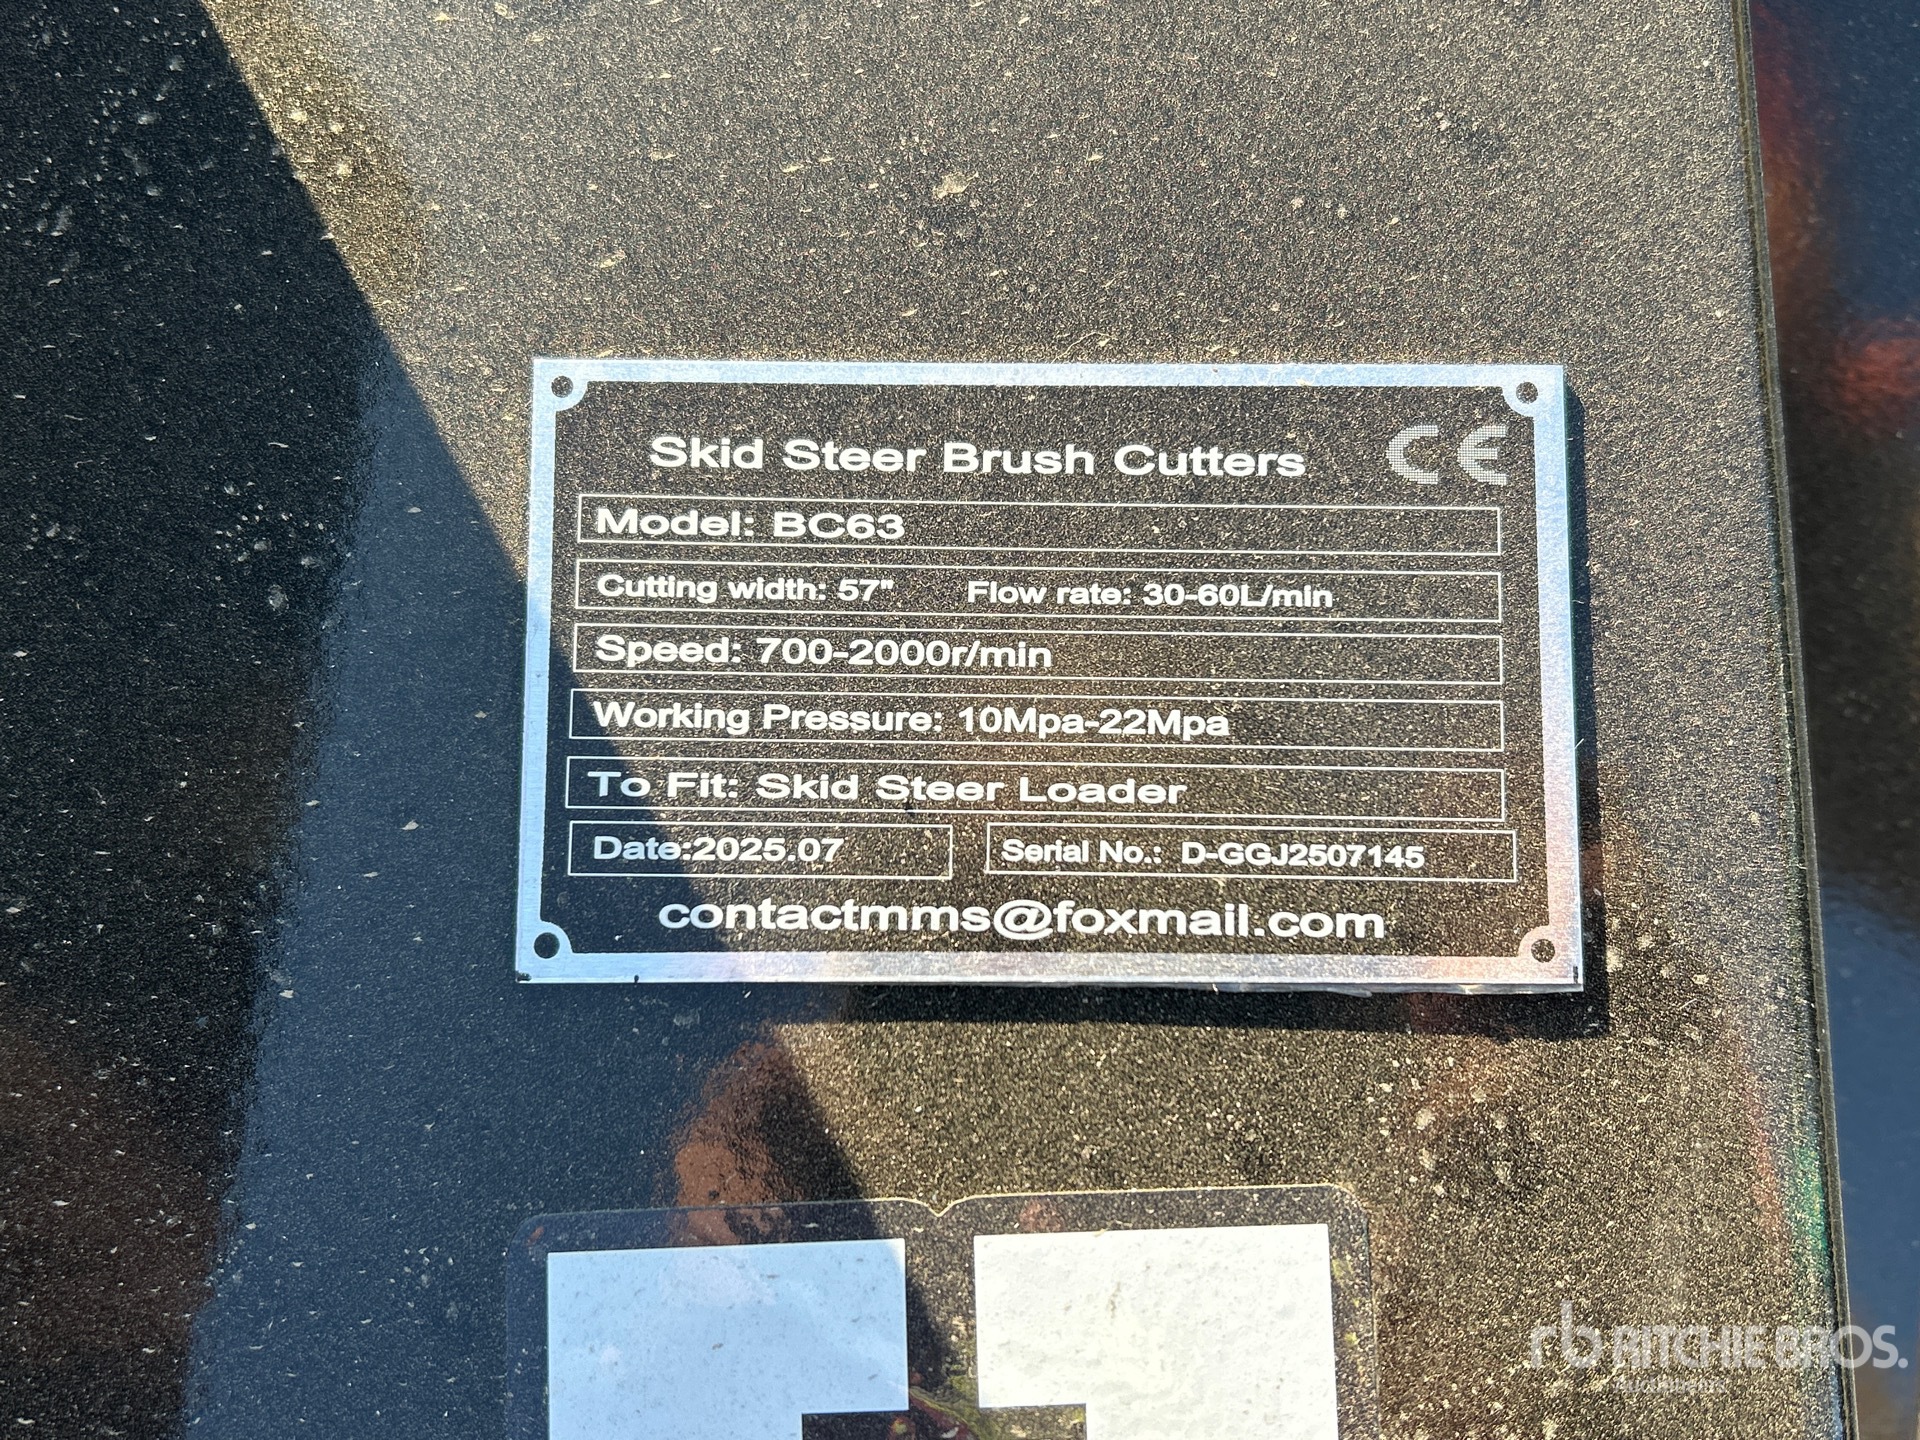 Skid Steer Brush Cutters CE
Model: BC63
Cutting width: 57" Flow rate: 30-60L/min
Speed: 700-2000r/min
Working Pressure: 10Mpa-22Mpa
To Fit: Skid Steer Loader
Date:2025.07 Serial No.: D-GGJ2507145
contactmms@foxmail.com
rb RITCHIE BROS.
Auctioneers